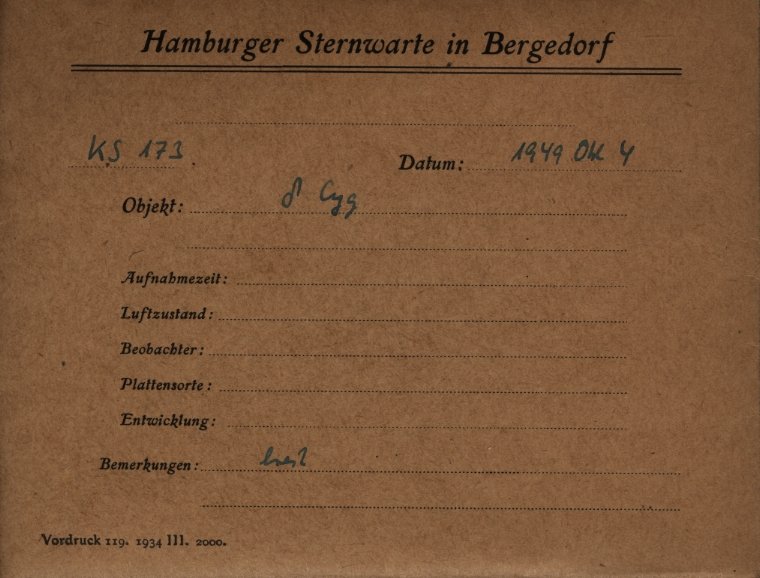 Hamburger Sternwarte in Bergedorf
KS 173 Datum: 1949 Okt 4
Objekt: δ Cyg
Aufnahmezeit:
Luftzustand:
Beobachter:
Plattensorte:
Entwicklung:
Bemerkungen:
Vordruck 119. 1934 III. 2000.